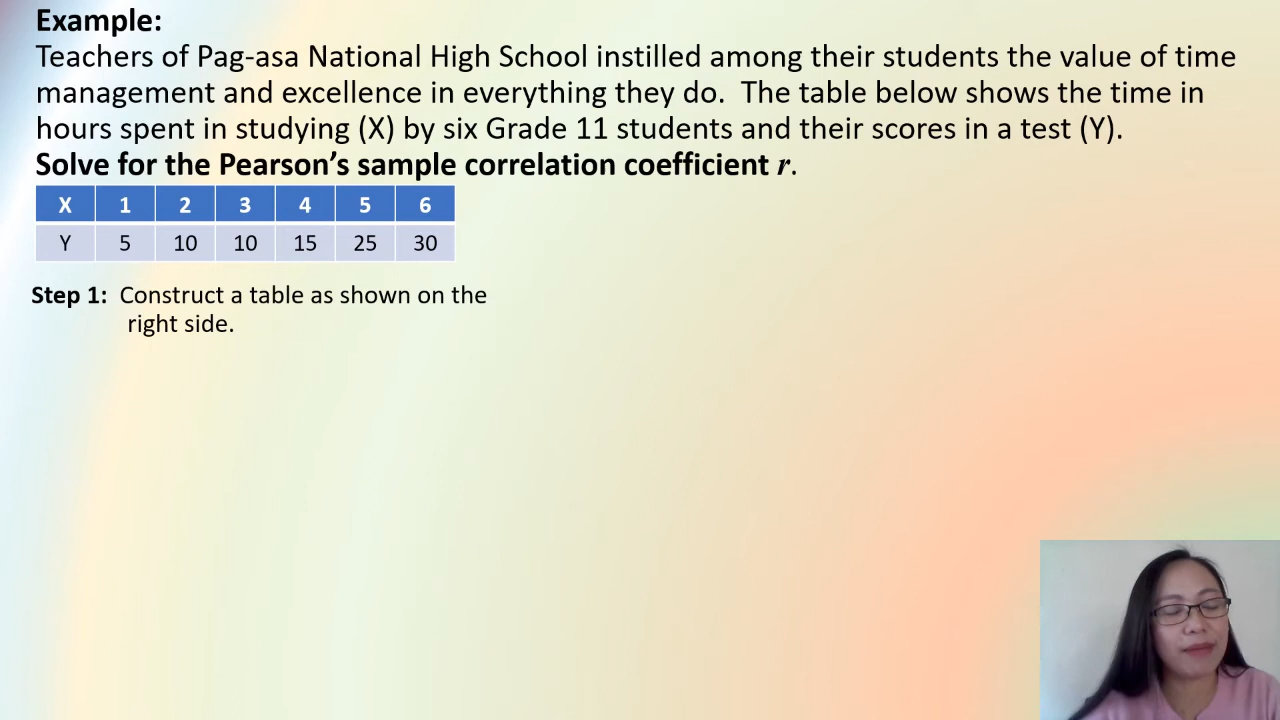 Example:
Teachers of Pag-asa National High School instilled among their students the value of time
management and excellence in everything they do. The table below shows the time in
hours spent in studying (X) by six Grade 11 students and their scores in a test (Y).
Solve for the Pearson’s sample correlation coefficient r.
X 1 2 3 4 5 6
Y 5 10 10 15 25 30
Step 1: Construct a table as shown on the
right side.